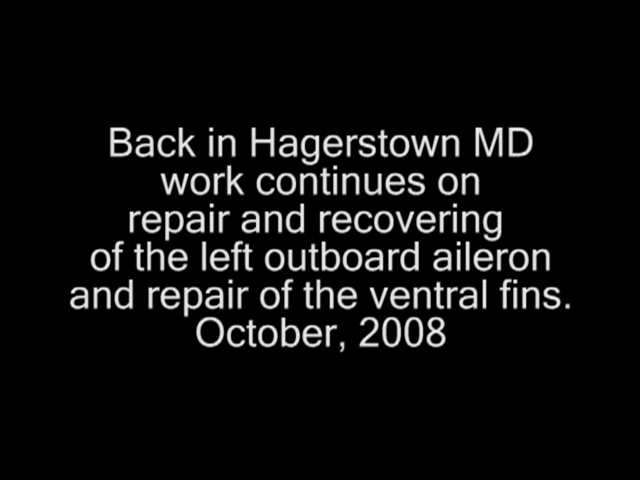 Back in Hagerstown MD
work continues on
repair and recovering
of the left outboard aileron
and repair of the ventral fins.
October, 2008